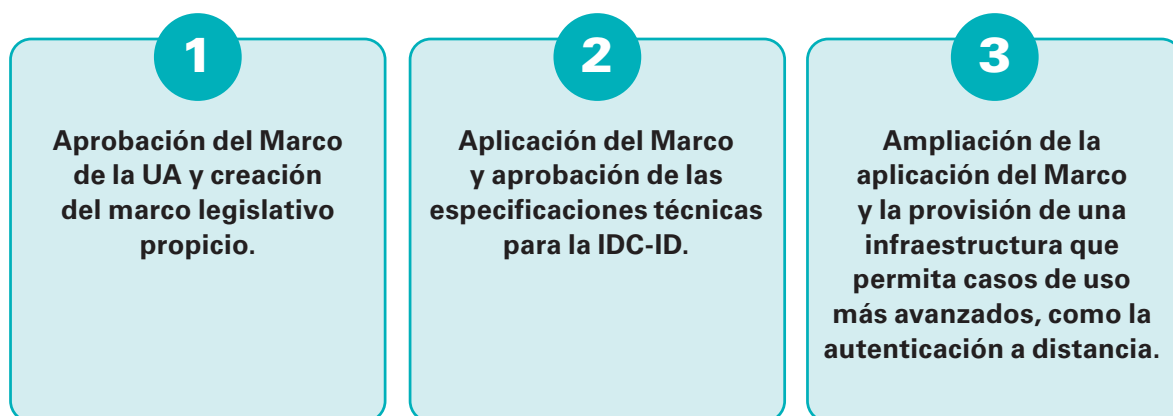 1
Aprobación del Marco
de la UA y creación
del marco legislativo
propicio.
2
Aplicación del Marco
y aprobación de las
especificaciones técnicas
para la IDC-ID.
3
Ampliación de la
aplicación del Marco
y la provisión de una
infraestructura que
permita casos de uso
más avanzados, como la
autenticación a distancia.